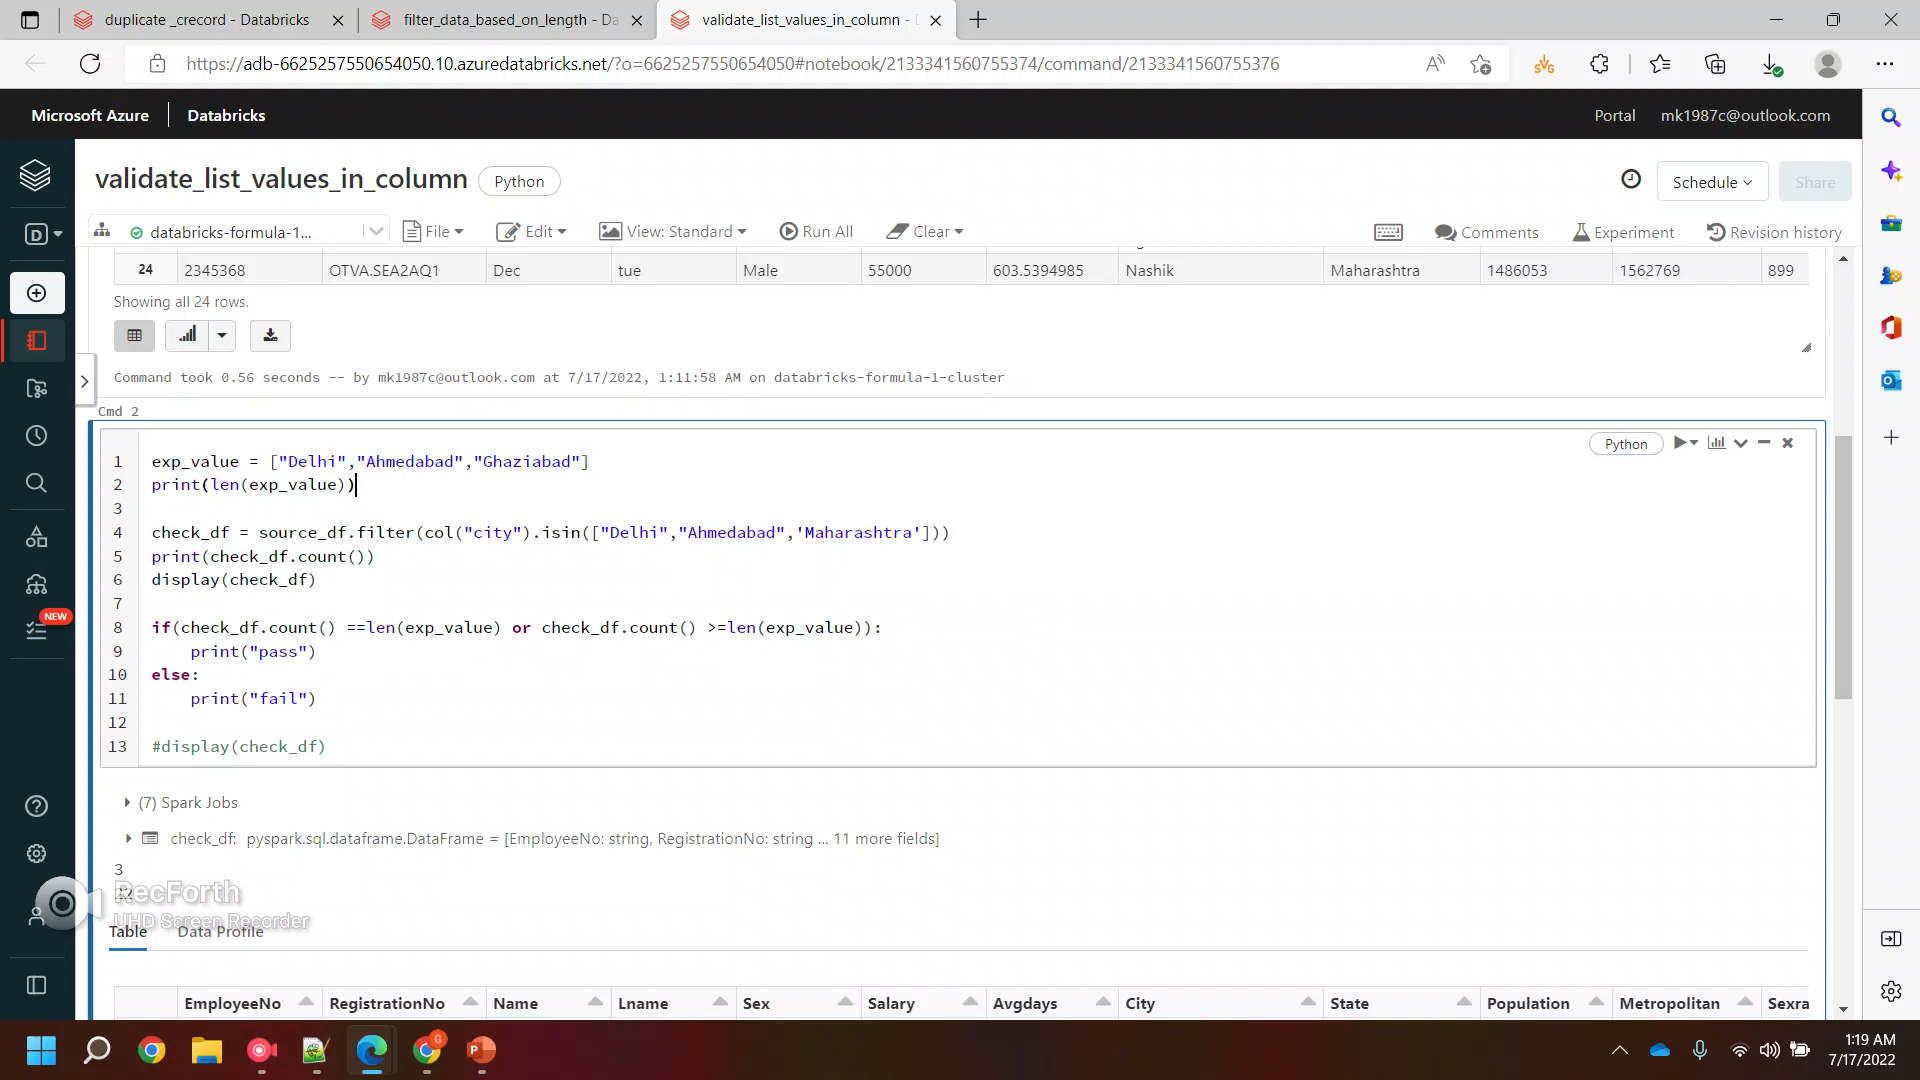 duplicate _crecord - Databricks
filter_data_based_on_length - Da
validate_list_values_in_column -
https://adb-6625257550654050.10.azuredatabricks.net/?o=6625257550654050#notebook/2133341560755374/command/2133341560755376
Microsoft Azure Databricks
Portal mk1987c@outlook.com
validate_list_values_in_column Python
Schedule Share
databricks-formula-1... File Edit View: Standard Run All Clear
Comments Experiment Revision history
24 2345368 OTVA.SEA2AQ1 Dec tue Male 55000 603.5394985 Nashik Maharashtra 1486053 1562769 899
Showing all 24 rows.
Command took 0.56 seconds -- by mk1987c@outlook.com at 7/17/2022, 1:11:58 AM on databricks-formula-1-cluster
Cmd 2
Python
1 exp_value = ["Delhi","Ahmedabad","Ghaziabad"]
2 print(len(exp_value))
3
4 check_df = source_df.filter(col("city").isin(["Delhi","Ahmedabad",'Maharashtra']))
5 print(check_df.count())
6 display(check_df)
7
8 if(check_df.count() ==len(exp_value) or check_df.count() >=len(exp_value)):
9 print("pass")
10 else:
11 print("fail")
12
13 #display(check_df)
NEW
(7) Spark Jobs
check_df: pyspark.sql.dataframe.DataFrame = [EmployeeNo: string, RegistrationNo: string ... 11 more fields]
3
RecForth
UHD Screen Recorder
Table Data Profile
EmployeeNo RegistrationNo Name Lname Sex Salary Avgdays City State Population Metropolitan Sexra
1:19 AM
7/17/2022